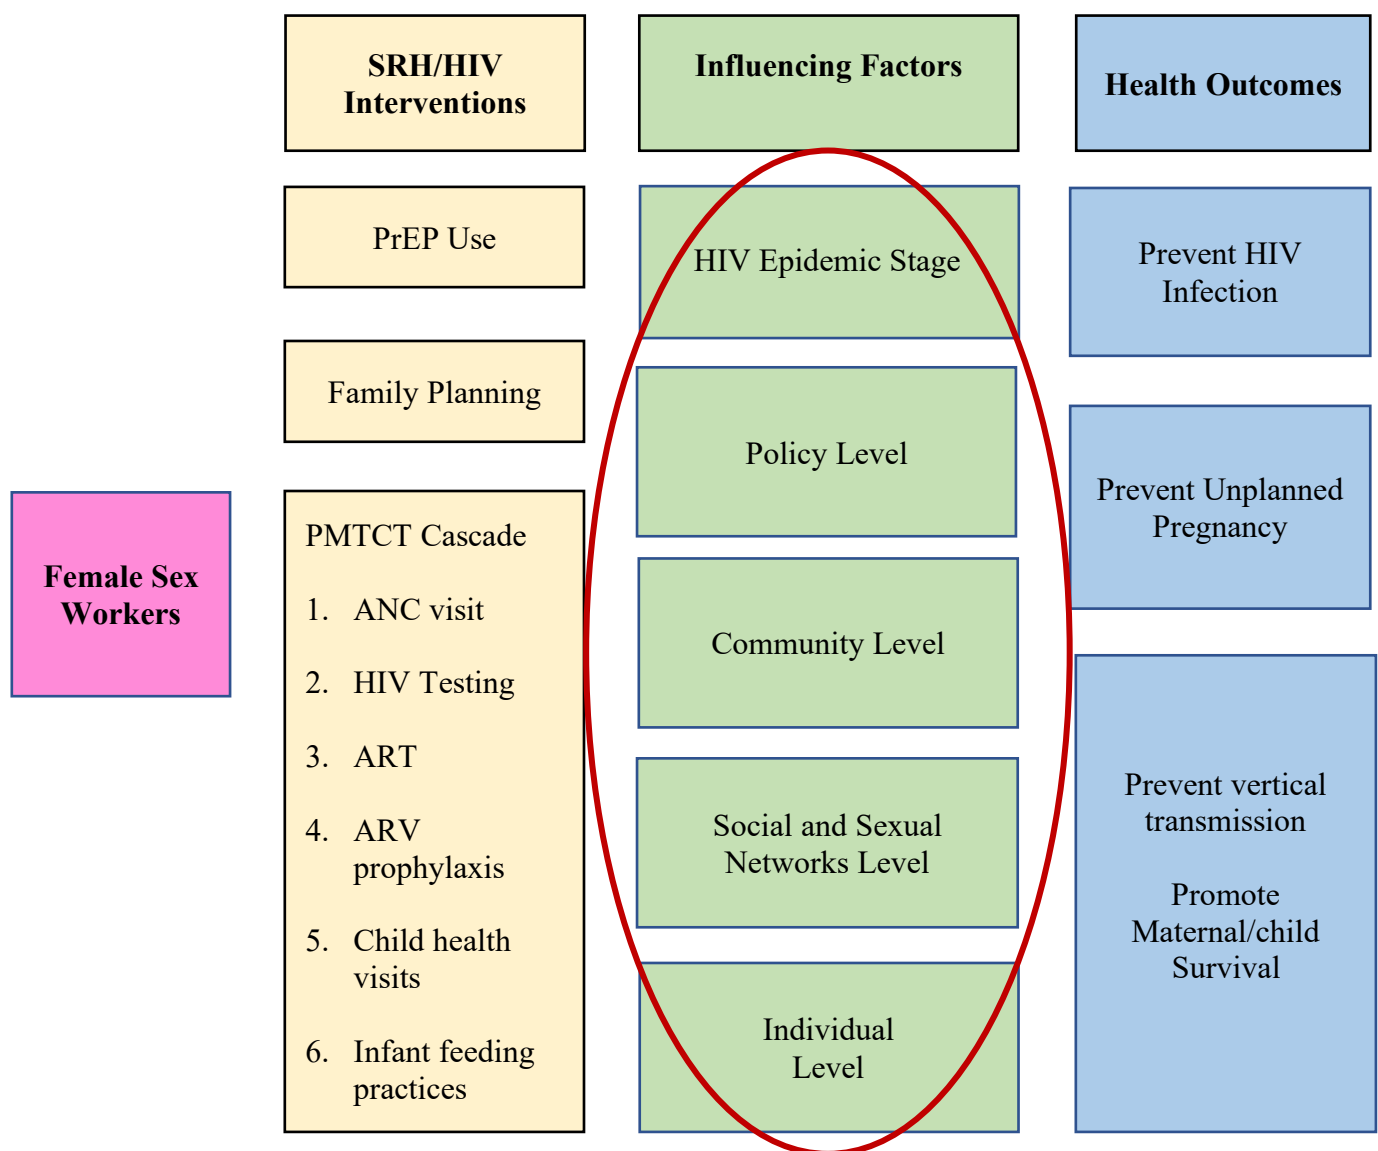 SRH/HIV
Interventions
Influencing Factors
Health Outcomes
PrEP Use
Family Planning
Female Sex
Workers
PMTCT Cascade
1. ANC visit
2. HIV Testing
3. ART
4. ARV
prophylaxis
5. Child health
visits
6. Infant feeding
practices
HIV Epidemic Stage
Policy Level
Community Level
Social and Sexual
Networks Level
Individual
Level
Prevent HIV
Infection
Prevent Unplanned
Pregnancy
Prevent vertical
transmission
Promote
Maternal/child
Survival